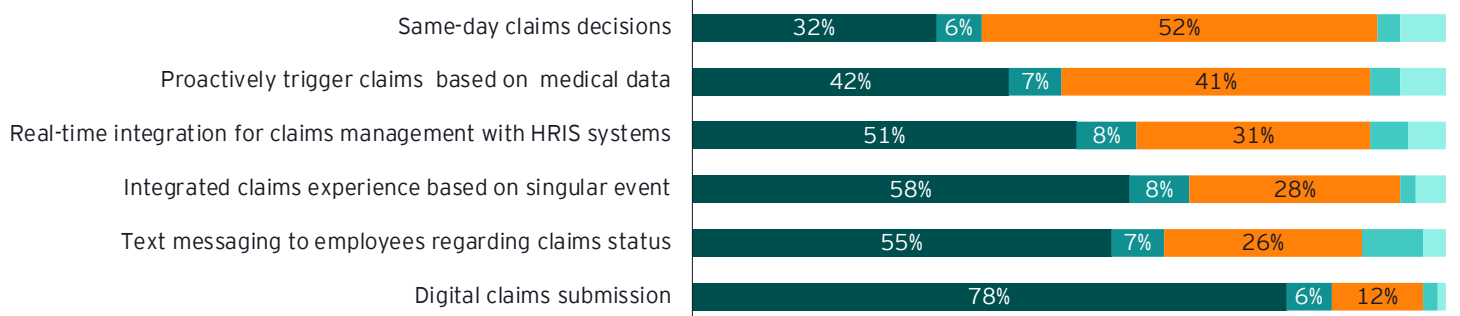 Same-day claims decisions 32% 6% 52%
Proactively trigger claims based on medical data 42% 7% 41%
Real-time integration for claims management with HRIS systems 51% 8% 31%
Integrated claims experience based on singular event 58% 8% 28%
Text messaging to employees regarding claims status 55% 7% 26%
Digital claims submission 78% 6% 12%